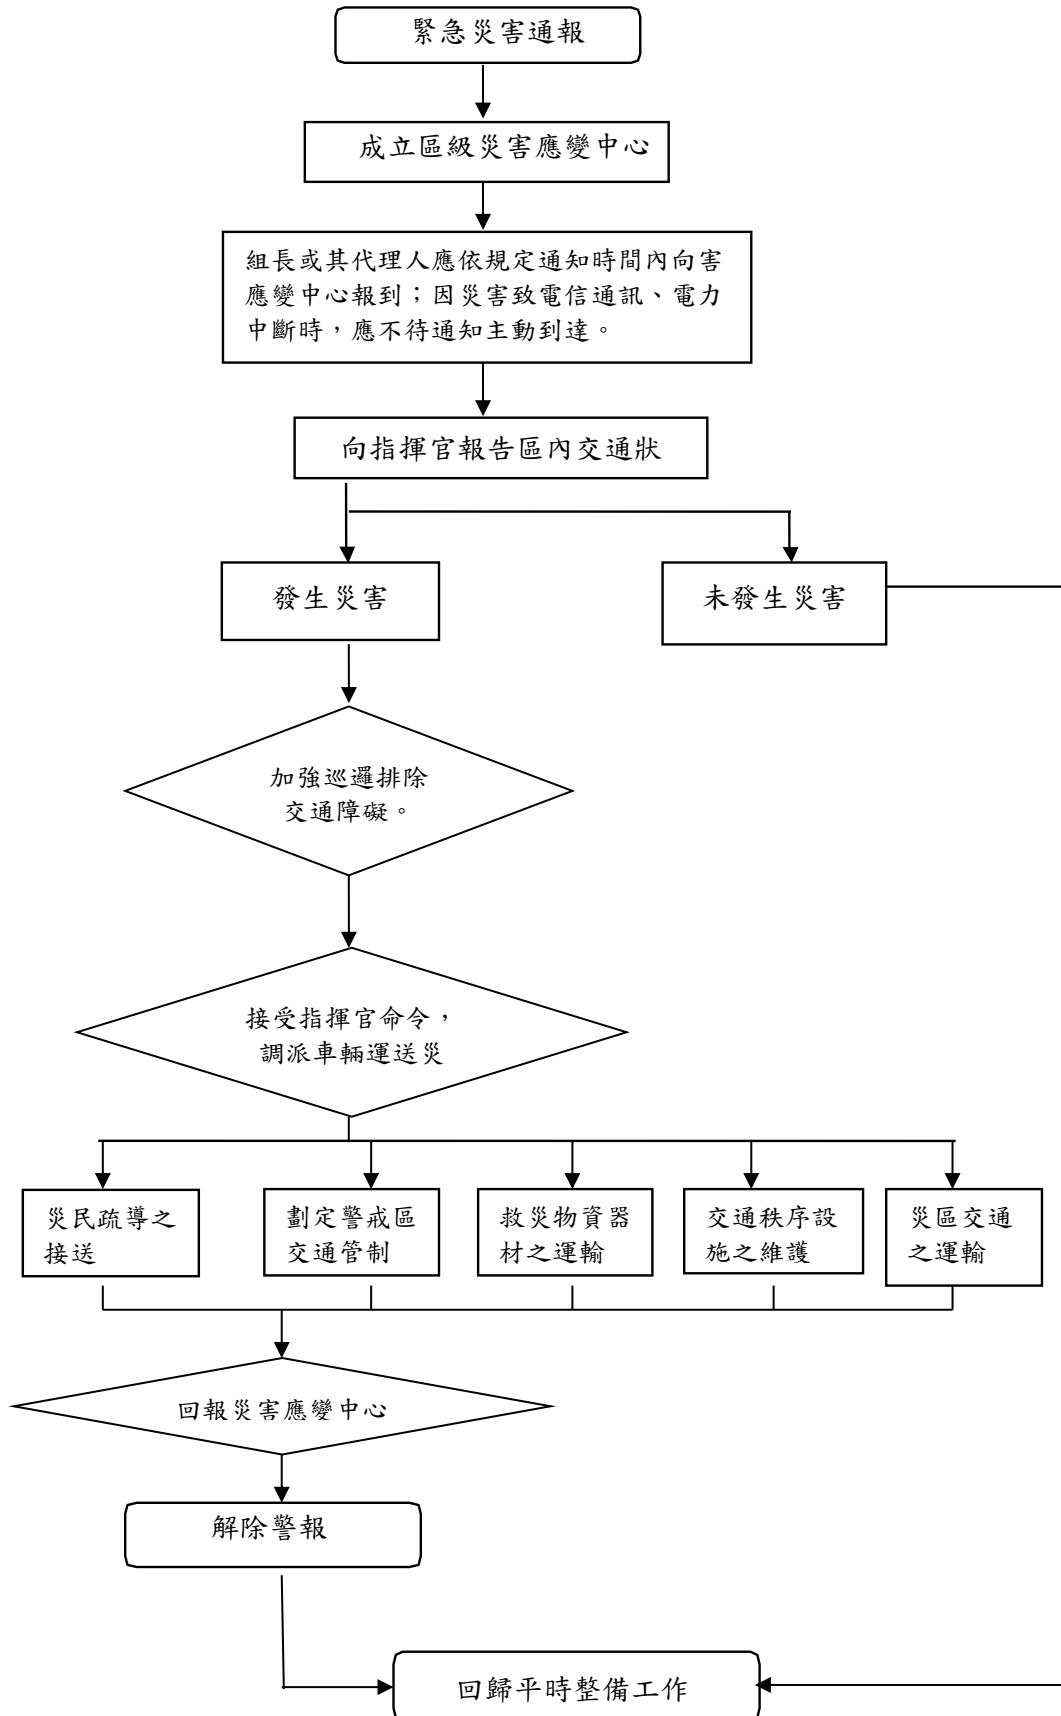 緊急災害通報
成立區級災害應變中心
組長或其代理人應依規定通知時間內向害
應變中心報到；因災害致電信通訊、電力
中斷時，應不待通知主動到達。
向指揮官報告區內交通狀
發生災害
未發生災害
加強巡邏排除
交通障礙。
接受指揮官命令，
調派車輛運送災
災民疏導之
接送
劃定警戒區
交通管制
救災物資器
材之運輸
交通秩序設
施之維護
災區交通
之運輸
回報災害應變中心
解除警報
回歸平時整備工作